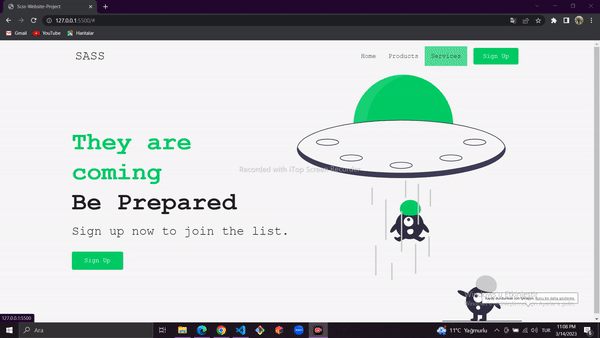 Scss-Website-Project
127.0.0.1:5500/#
Gmail
YouTube
Haritalar
SASS
Home
Products
Services
Sign Up
They are
coming
Be Prepared
Recorded with iTop Screen Recorder
Sign up now to join the list.
Sign Up
127.0.0.1:5500
Ara
11°C Yağmurlu
TUR
11:08 PM
3/14/2023